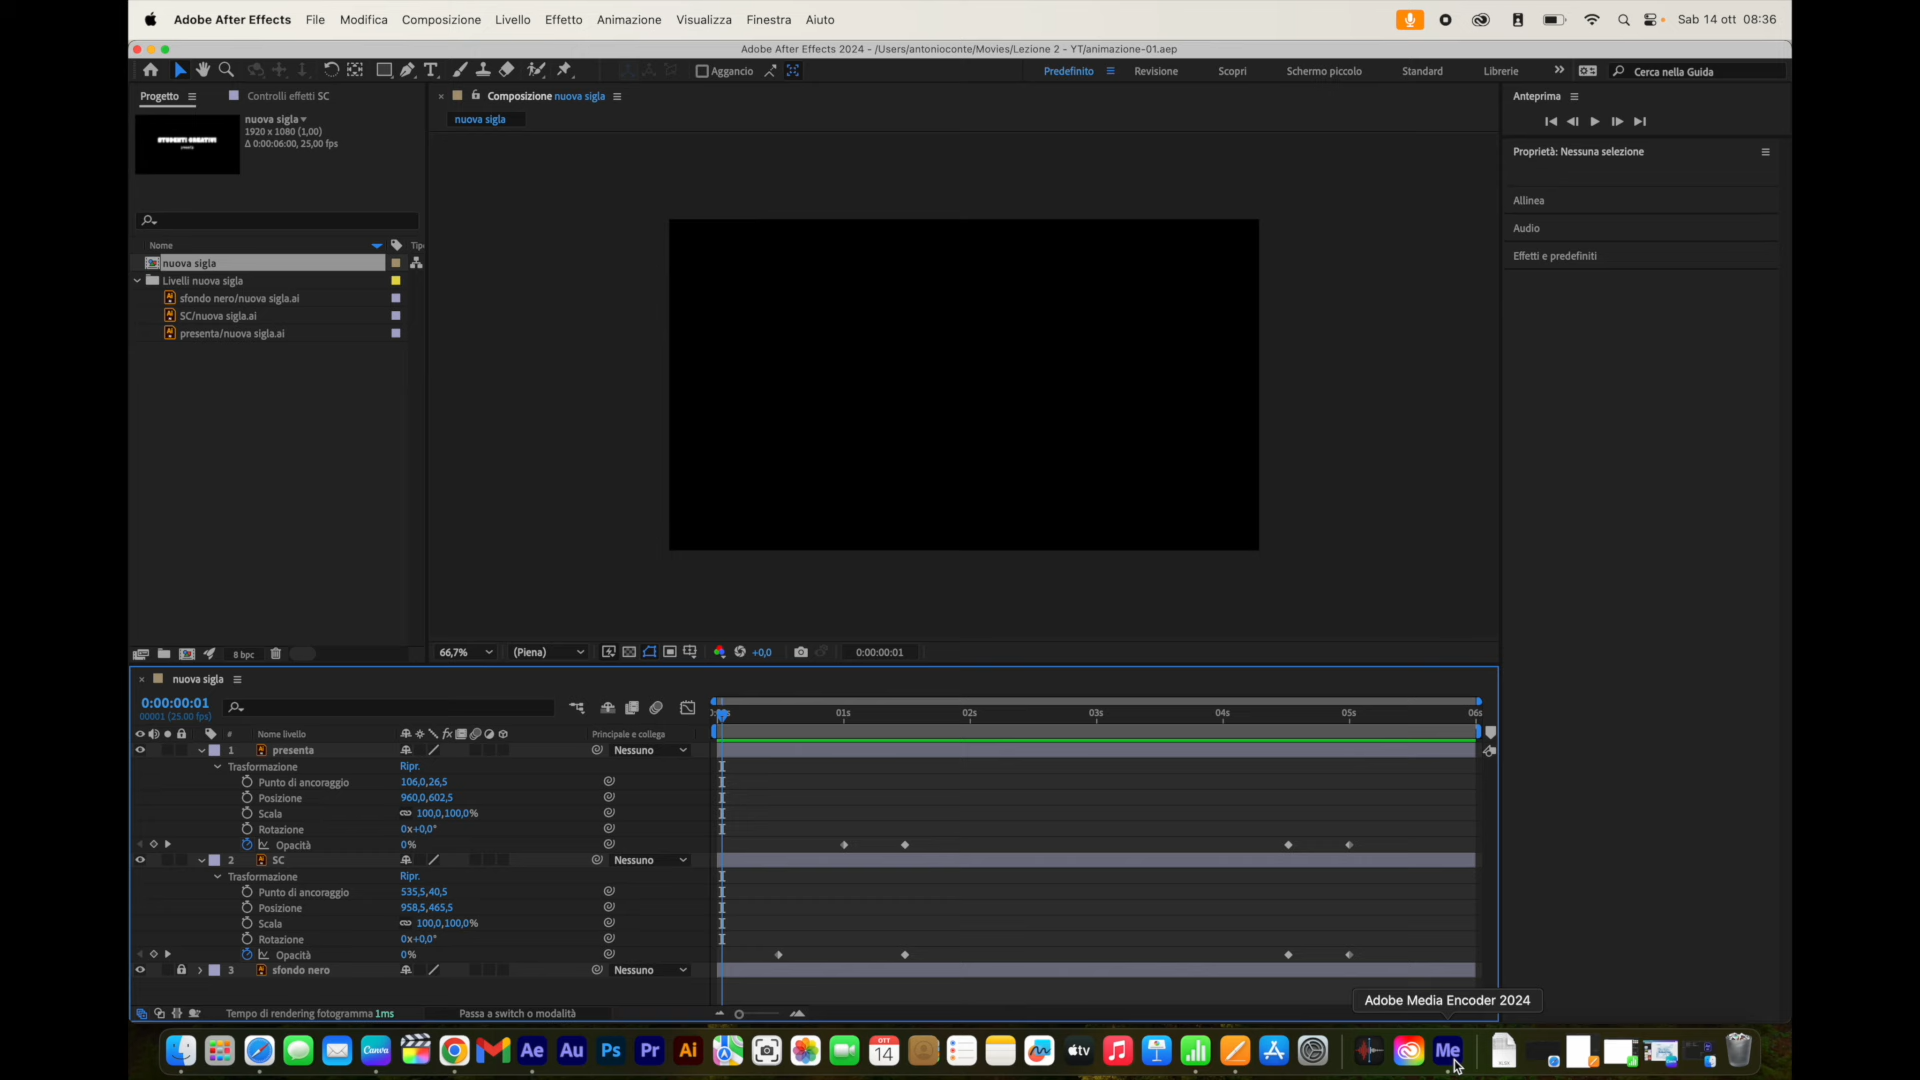 Adobe After Effects File Modifica Composizione Livello Effetto Animazione Visualizza Finestra Aiuto Sab 14 ott 08:36
Adobe After Effects 2024 - /Users/antonioconte/Movies/Lezione 2 - YT/animazione-01.aep
Aggancio Predefinito Revisione Scopri Schermo piccolo Standard Librerie Cerca nella Guida
Progetto Controlli effetti SC Composizione nuova sigla Anteprima
nuova sigla
1920 x 1080 (1,00)
Δ 0:00:06:00, 25,00 fps
STUDENTI CREATIVI
nuova sigla
Proprietà: Nessuna selezione
Allinea
Audio
Effetti e predefiniti
Nome Tipo
nuova sigla
Livelli nuova sigla
sfondo nero/nuova sigla.ai
SC/nuova sigla.ai
presenta/nuova sigla.ai
8 bpc 66,7% (Piena) +0,0 0:00:00:01
nuova sigla
0:00:00:01
00001 (25.00 fps)
01s 02s 03s 04s 05s 06s
# Nome livello Principale e collega
1 presenta Nessuno
Trasformazione Ripr.
Punto di ancoraggio 106,0,26,5
Posizione 960,0,602,5
Scala 100,0,100,0%
Rotazione 0x+0,0°
Opacità 0%
2 SC Nessuno
Trasformazione Ripr.
Punto di ancoraggio 535,5,40,5
Posizione 958,5,465,5
Scala 100,0,100,0%
Rotazione 0x+0,0°
Opacità 0%
3 sfondo nero Nessuno
Adobe Media Encoder 2024
Tempo di rendering fotogramma 1ms Passa a switch o modalità
Canva Ae Au Ps Pr Ai OTT 14 tv Me